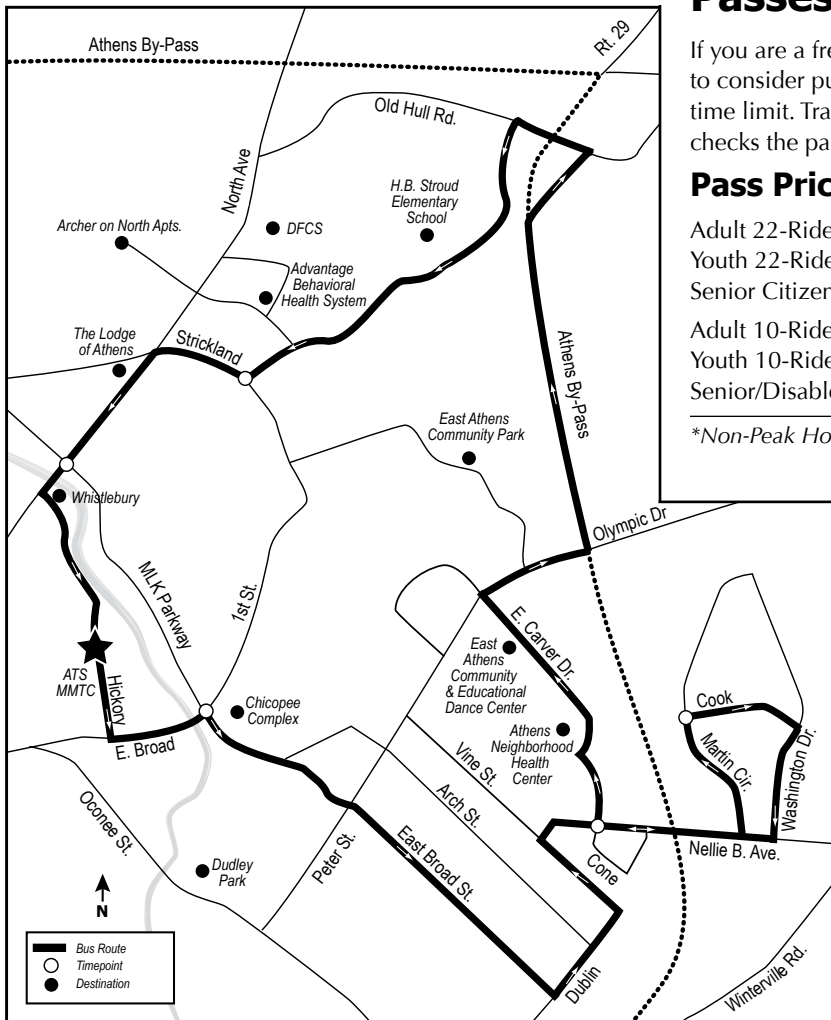 Athens By-Pass
Rt. 29
Old Hull Rd.
North Ave
H.B. Stroud
Elementary
School
Archer on North Apts.
DFCS
Advantage
Behavioral
Health System
The Lodge
of Athens
Strickland
Athens By-Pass
East Athens
Community Park
Whistlebury
Olympic Dr
MLK Parkway
1st St.
E. Carver Dr.
East
Athens
Community
& Educational
Dance Center
ATS
MMTC
Hickory
Chicopee
Complex
Cook
Martin Cir.
Washington Dr.
Athens
Neighborhood
Health
Center
E. Broad
Vine St.
Arch St.
Oconee St.
Nellie B. Ave.
Cone
East Broad St.
Peter St.
Dudley
Park
N
Dublin
Winterville Rd.
Bus Route
Timepoint
Destination
Passes
If you are a fre
to consider pu
time limit. Tra
checks the pa
Pass Pric
Adult 22-Ride
Youth 22-Ride
Senior Citizen
Adult 10-Ride
Youth 10-Ride
Senior/Disable
*Non-Peak Ho